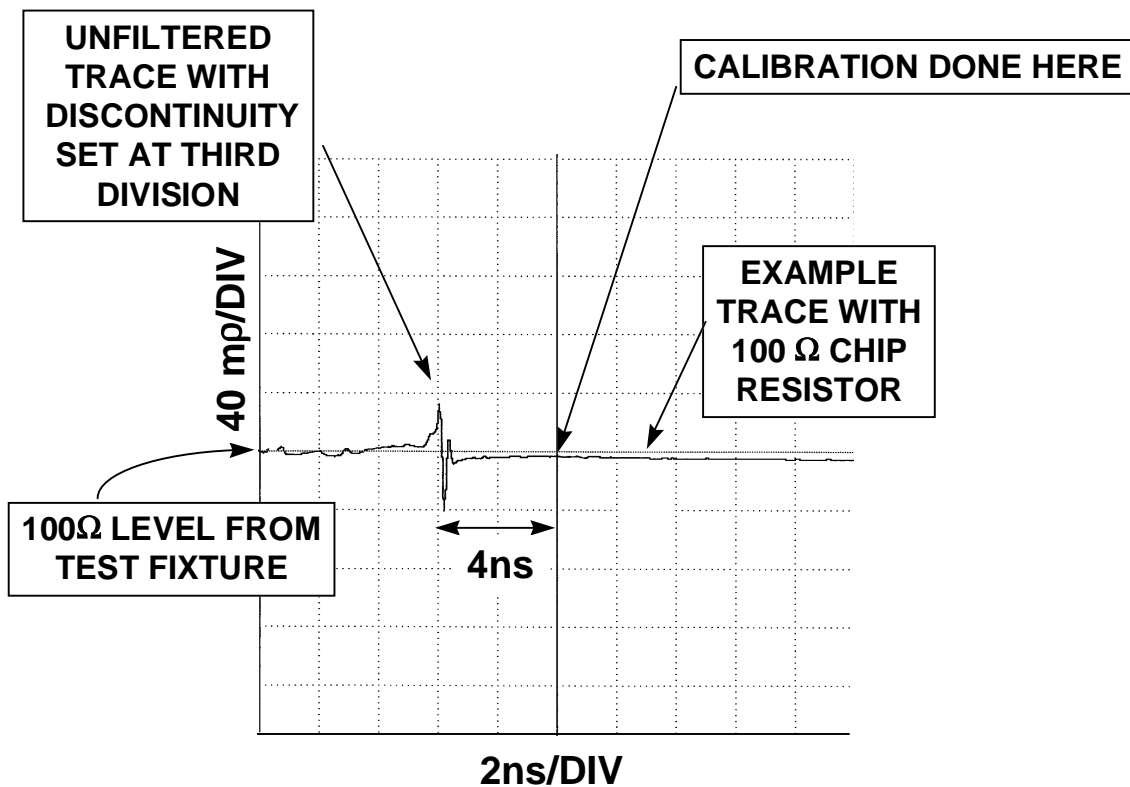 UNFILTERED
TRACE WITH
DISCONTINUITY
SET AT THIRD
DIVISION
CALIBRATION DONE HERE
40 mρ/DIV
EXAMPLE
TRACE WITH
100 Ω CHIP
RESISTOR
100Ω LEVEL FROM
TEST FIXTURE
4ns
2ns/DIV